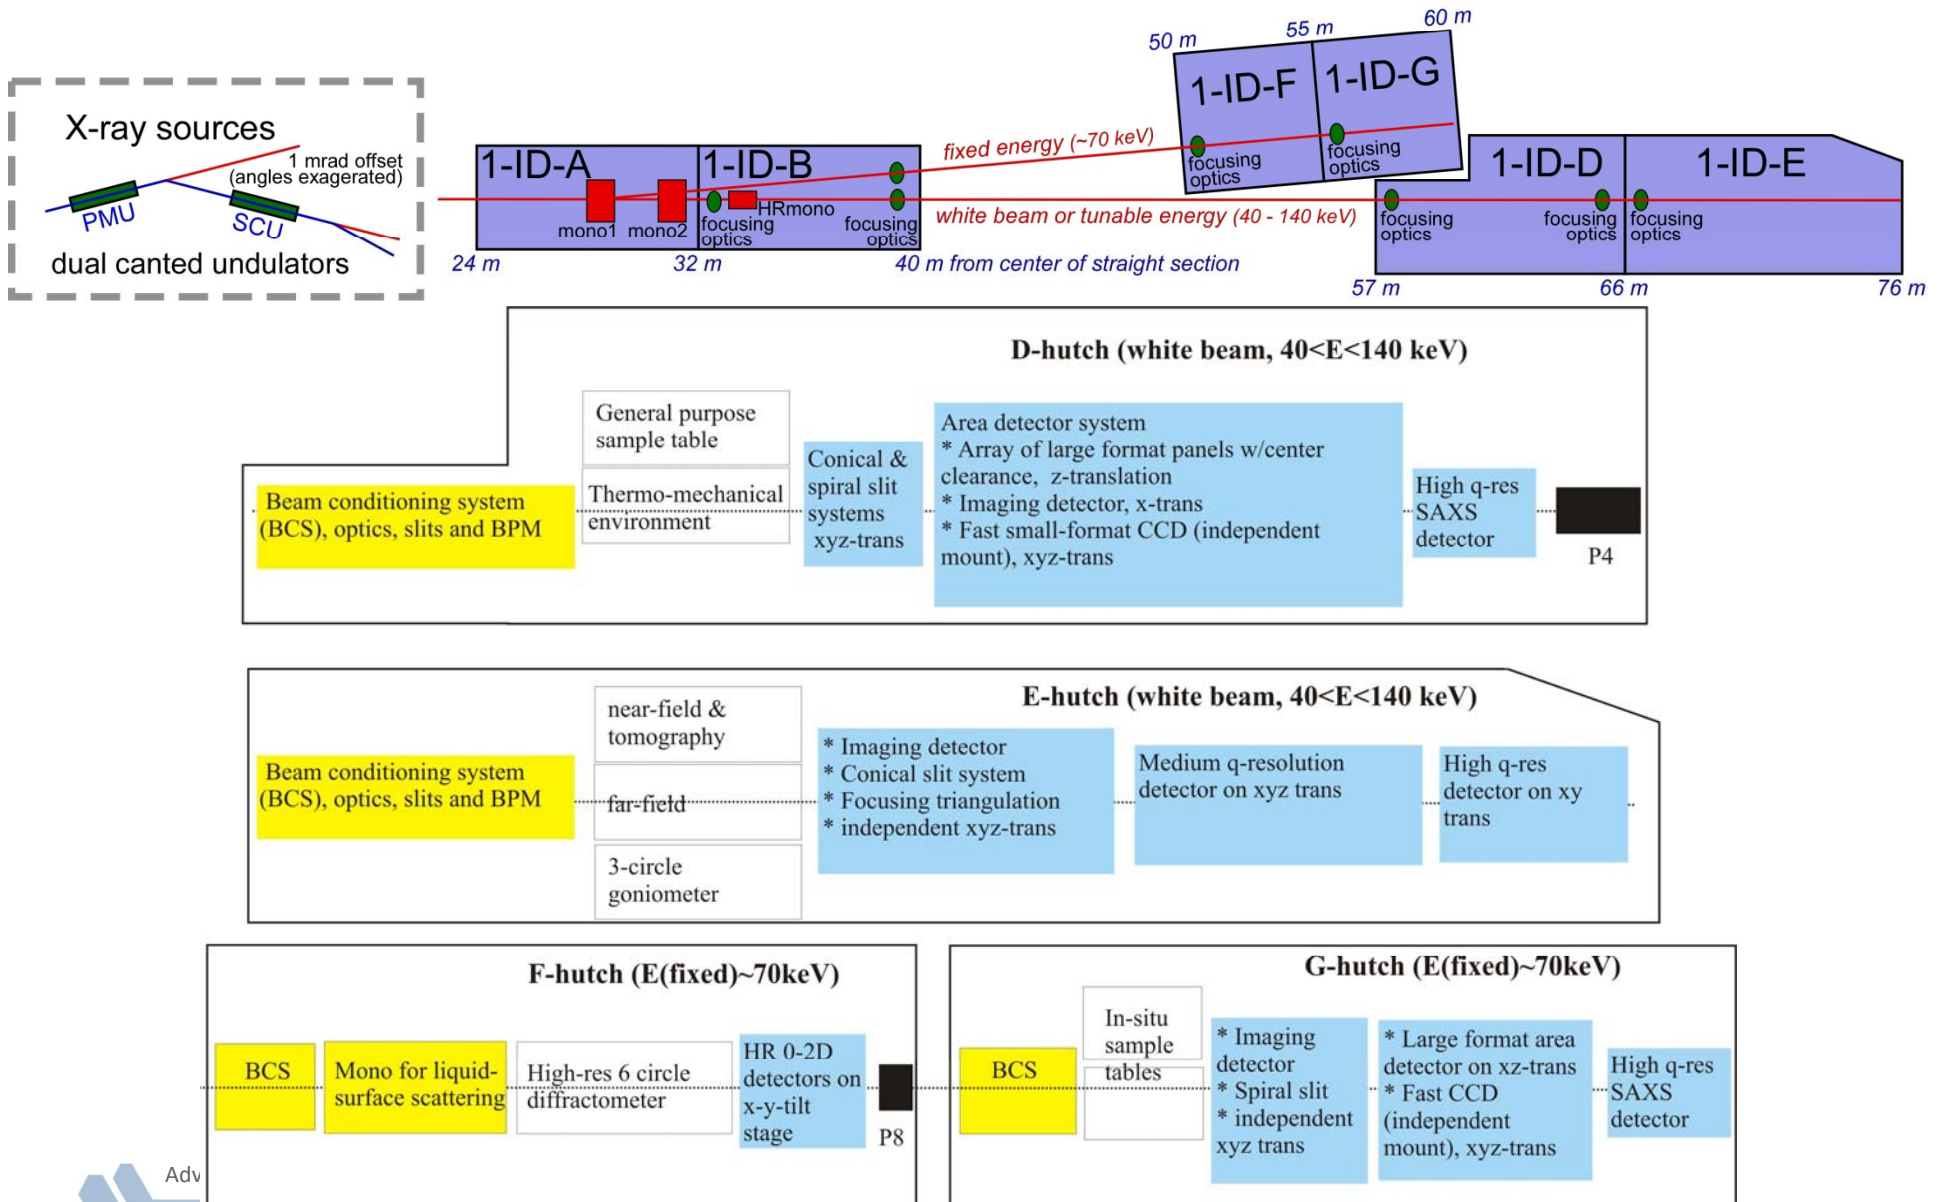 X-ray sources
1 mrad offset
(angles exagerated)
PMU
SCU
dual canted undulators
1-ID-A
1-ID-B
mono1
mono2
focusing
optics
HRmono
focusing
optics
24 m
32 m
40 m from center of straight section
fixed energy (~70 keV)
white beam or tunable energy (40 - 140 keV)
50 m
55 m
60 m
1-ID-F
1-ID-G
focusing
optics
focusing
optics
1-ID-D
1-ID-E
focusing
optics
focusing
optics
focusing
optics
57 m
66 m
76 m
D-hutch (white beam, 40<E<140 keV)
Beam conditioning system
(BCS), optics, slits and BPM
General purpose
sample table
Thermo-mechanical
environment
Conical &
spiral slit
systems
xyz-trans
Area detector system
* Array of large format panels w/center
clearance, z-translation
* Imaging detector, x-trans
* Fast small-format CCD (independent
mount), xyz-trans
High q-res
SAXS
detector
P4
E-hutch (white beam, 40<E<140 keV)
Beam conditioning system
(BCS), optics, slits and BPM
near-field &
tomography
far-field
3-circle
goniometer
* Imaging detector
* Conical slit system
* Focusing triangulation
* independent xyz-trans
Medium q-resolution
detector on xyz trans
High q-res
detector on xy
trans
F-hutch (E(fixed)~70keV)
BCS
Mono for liquid-
surface scattering
High-res 6 circle
diffractometer
HR 0-2D
detectors on
x-y-tilt
stage
P8
G-hutch (E(fixed)~70keV)
BCS
In-situ
sample
tables
* Imaging
detector
* Spiral slit
* independent
xyz trans
* Large format area
detector on xz-trans
* Fast CCD
(independent
mount), xyz-trans
High q-res
SAXS
detector
Adv